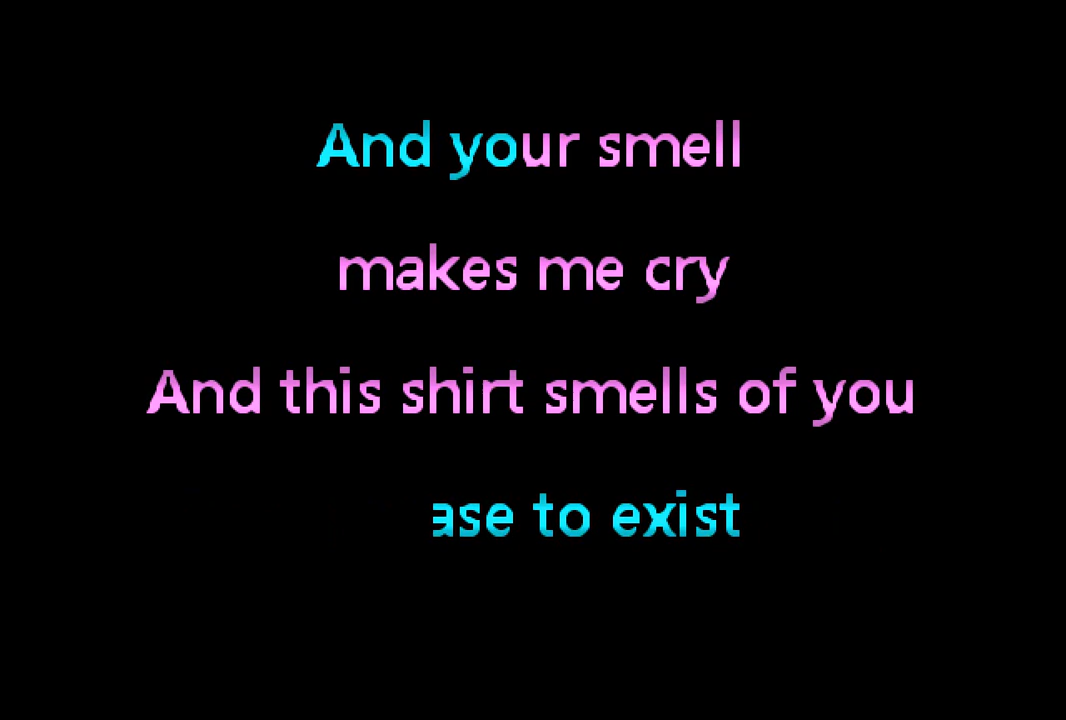 And your smell
makes me cry
And this shirt smells of you
ase to exist